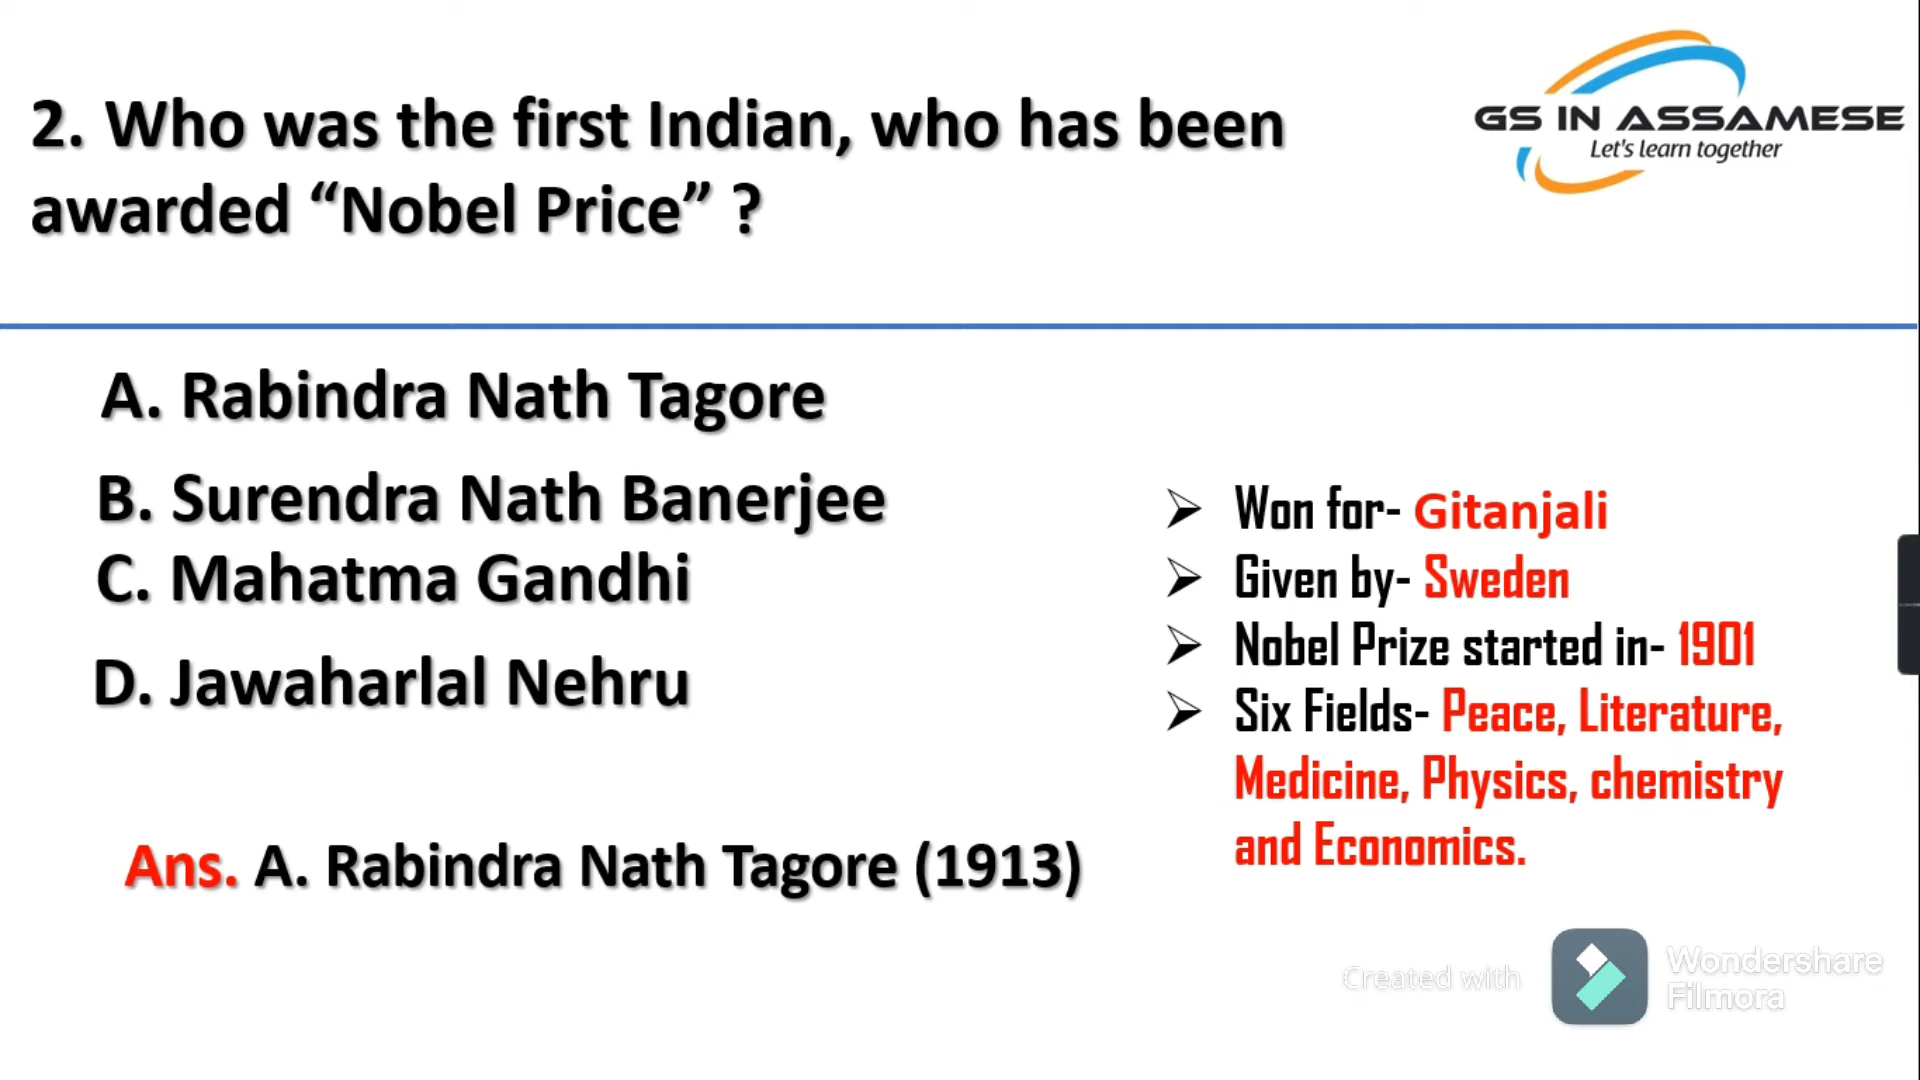 2. Who was the first Indian, who has been
awarded “Nobel Price” ?
GS IN ASSAMESE
Let's learn together
A. Rabindra Nath Tagore
B. Surendra Nath Banerjee
C. Mahatma Gandhi
D. Jawaharlal Nehru
Ans. A. Rabindra Nath Tagore (1913)
➢ Won for- Gitanjali
➢ Given by- Sweden
➢ Nobel Prize started in- 1901
➢ Six Fields- Peace, Literature,
Medicine, Physics, chemistry
and Economics.
Created with
Wondershare
Filmora